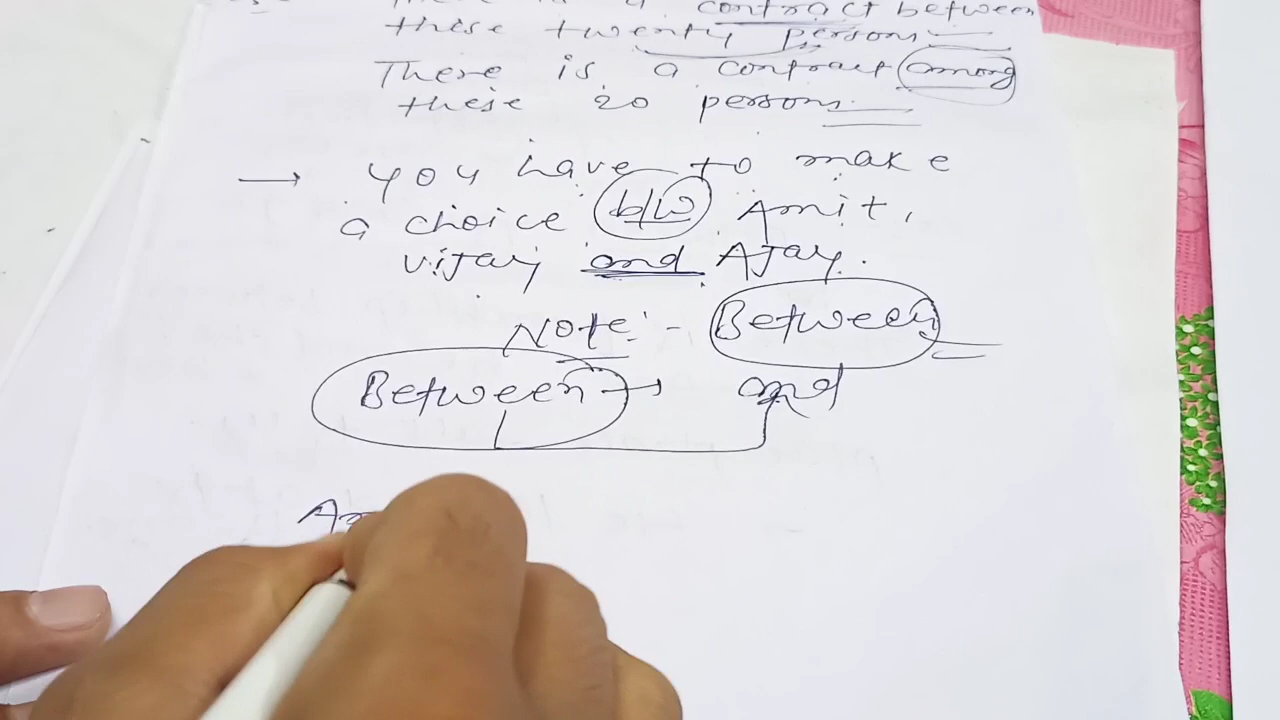 contract between
these twenty persons
There is a contract among
these 20 persons.
→ you have to make
a choice b/w Amit,
vijay and Ajay.
Note:- Between
Between → and